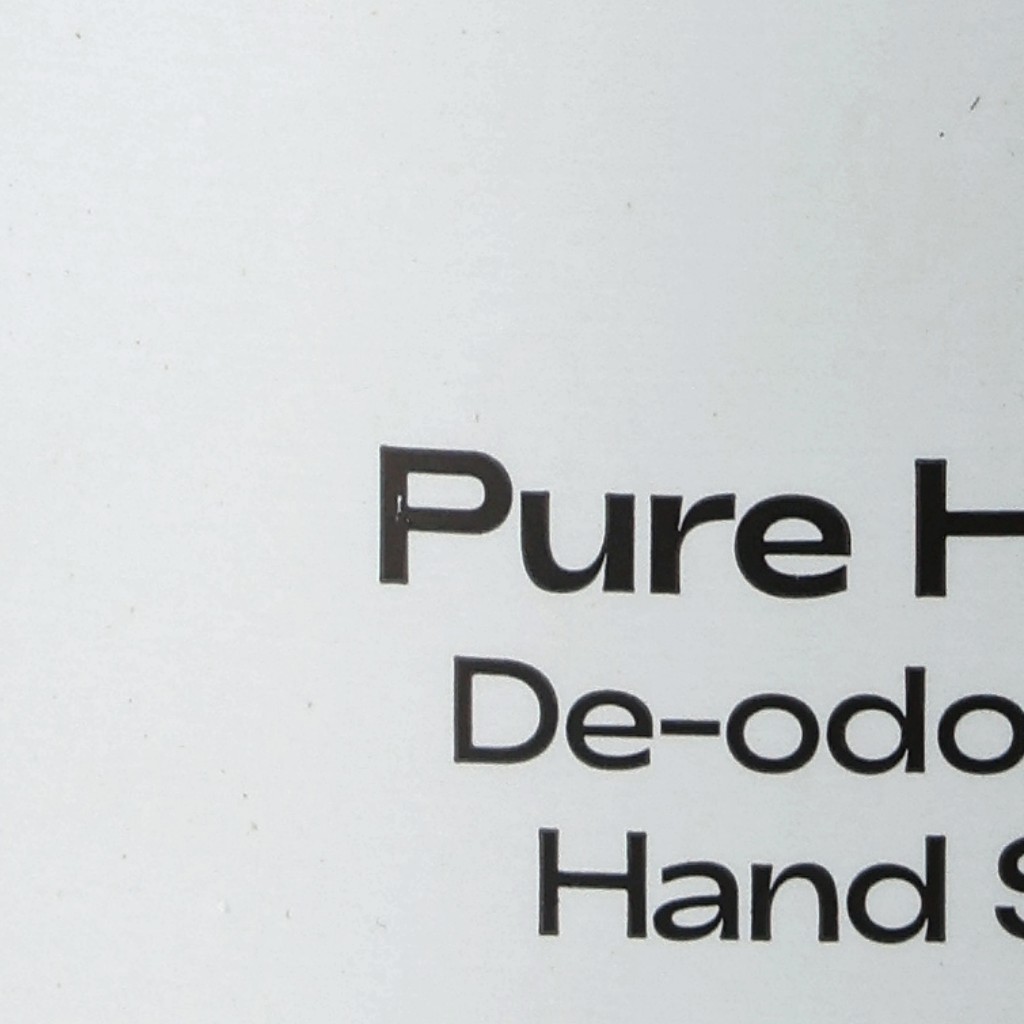 Pure H
De-odo
Hand S